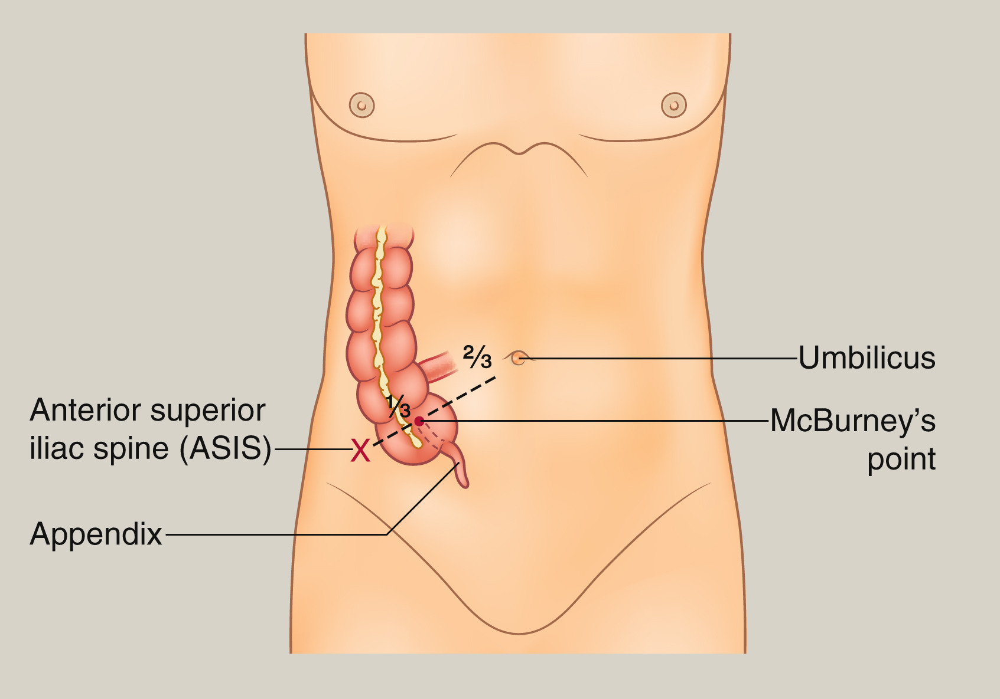 ⅔
Umbilicus
Anterior superior
iliac spine (ASIS)
⅓
X
McBurney’s
point
Appendix